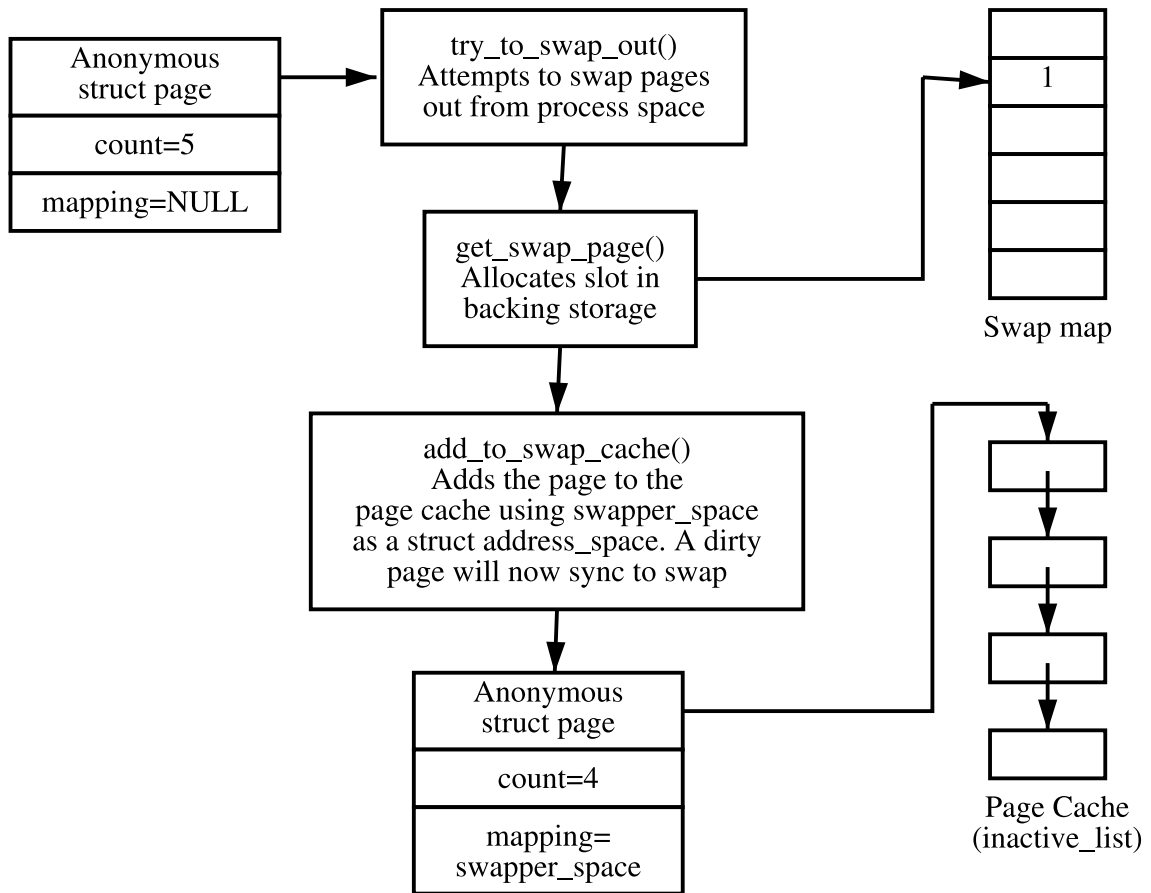 Anonymous
struct page
count=5
mapping=NULL
try_to_swap_out()
Attempts to swap pages
out from process space
get_swap_page()
Allocates slot in
backing storage
1
Swap map
add_to_swap_cache()
Adds the page to the
page cache using swapper_space
as a struct address_space. A dirty
page will now sync to swap
Anonymous
struct page
count=4
mapping=
swapper_space
Page Cache
(inactive_list)